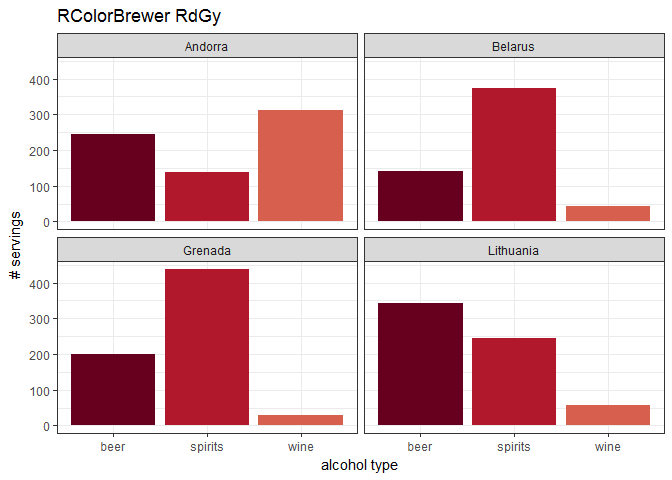 RColorBrewer RdGy
Andorra
Belarus
400
300
200
100
0
Grenada
Lithuania
400
300
200
100
0
# servings
beer
spirits
wine
beer
spirits
wine
alcohol type